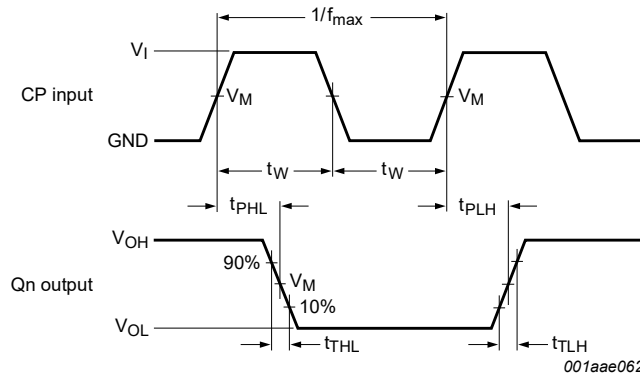 1/fmax
VI
CP input
VM
VM
GND
tW
tW
tPHL
tPLH
VOH
90%
VM
Qn output
10%
VOL
tTHL
tTLH
001aae062